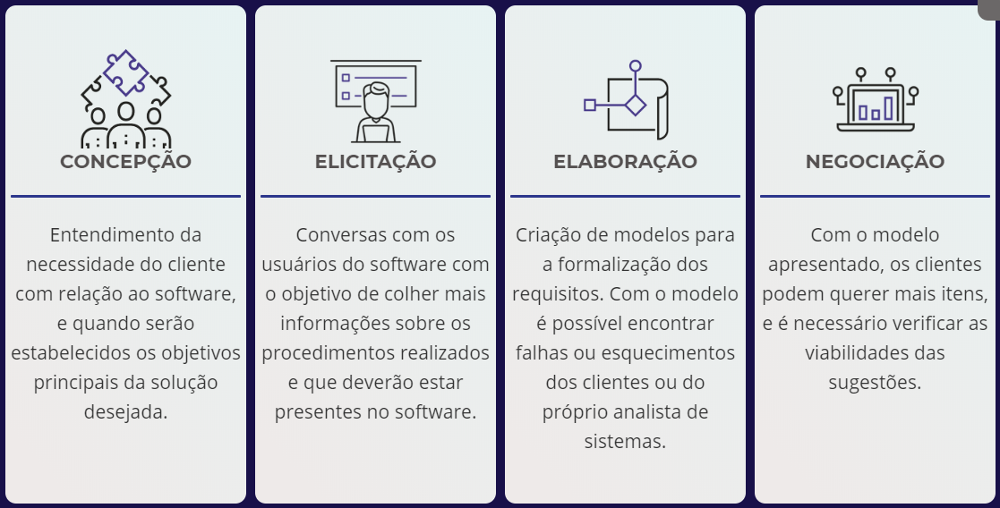 CONCEPÇÃO
Entendimento da
necessidade do cliente
com relação ao software,
e quando serão
estabelecidos os objetivos
principais da solução
desejada.
ELICITAÇÃO
Conversas com os
usuários do software com
o objetivo de colher mais
informações sobre os
procedimentos realizados
e que deverão estar
presentes no software.
ELABORAÇÃO
Criação de modelos para
a formalização dos
requisitos. Com o modelo
é possível encontrar
falhas ou esquecimentos
dos clientes ou do
próprio analista de
sistemas.
NEGOCIAÇÃO
Com o modelo
apresentado, os clientes
podem querer mais itens,
e é necessário verificar as
viabilidades das
sugestões.